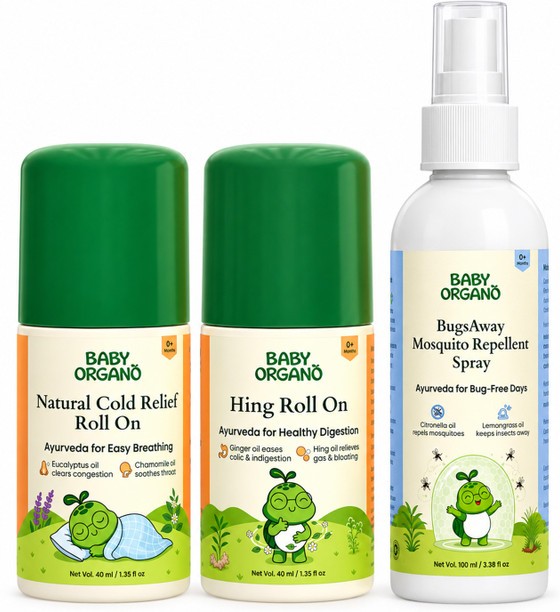 BABY
ORGANO
0+
Months
Natural Cold Relief
Roll On
Ayurveda for Easy Breathing
Eucalyptus oil
clears congestion
Chamomile oil
soothes throat
Net Vol. 40 ml / 1.35 fl oz
BABY
ORGANO
0+
Months
Hing Roll On
Ayurveda for Healthy Digestion
Ginger oil eases
colic & indigestion
Hing oil relieves
gas & bloating
Net Vol. 40 ml / 1.35 fl oz
BABY
ORGANO
0+
Months
BugsAway
Mosquito Repellent
Spray
Ayurveda for Bug-Free Days
Citronella oil
repels mosquitoes
Lemongrass oil
keeps insects away
Net Vol. 100 ml / 3.38 fl oz